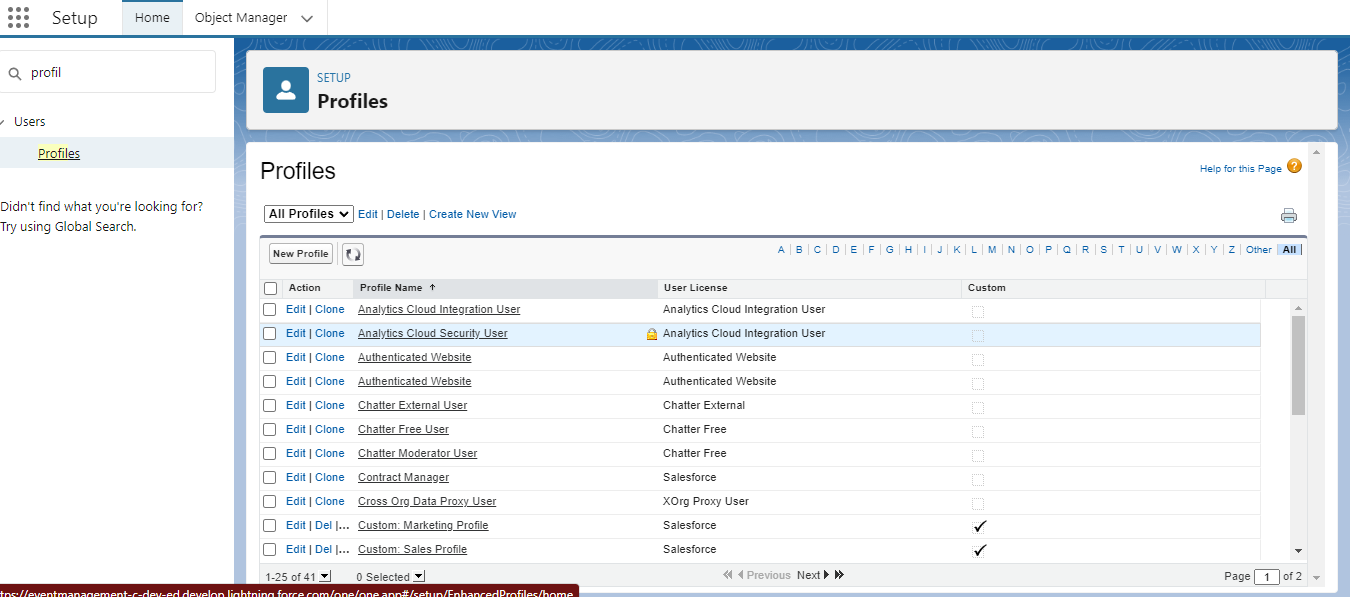 Setup Home Object Manager
profil
Users
Profiles
Didn't find what you're looking for?
Try using Global Search.
SETUP
Profiles
Profiles
Help for this Page ?
All Profiles Edit | Delete | Create New View
New Profile A | B | C | D | E | F | G | H | I | J | K | L | M | N | O | P | Q | R | S | T | U | V | W | X | Y | Z | Other | All
Action Profile Name ↑ User License Custom
Edit | Clone Analytics Cloud Integration User Analytics Cloud Integration User
Edit | Clone Analytics Cloud Security User Analytics Cloud Integration User
Edit | Clone Authenticated Website Authenticated Website
Edit | Clone Authenticated Website Authenticated Website
Edit | Clone Chatter External User Chatter External
Edit | Clone Chatter Free User Chatter Free
Edit | Clone Chatter Moderator User Chatter Free
Edit | Clone Contract Manager Salesforce
Edit | Clone Cross Org Data Proxy User XOrg Proxy User
Edit | Del |... Custom: Marketing Profile Salesforce ✓
Edit | Del |... Custom: Sales Profile Salesforce ✓
1-25 of 41 0 Selected Previous Next Page 1 of 2
tps://eventmanagement-c-dev-ed.develop.lightning.force.com/one/one.app#/setup/EnhancedProfiles/home